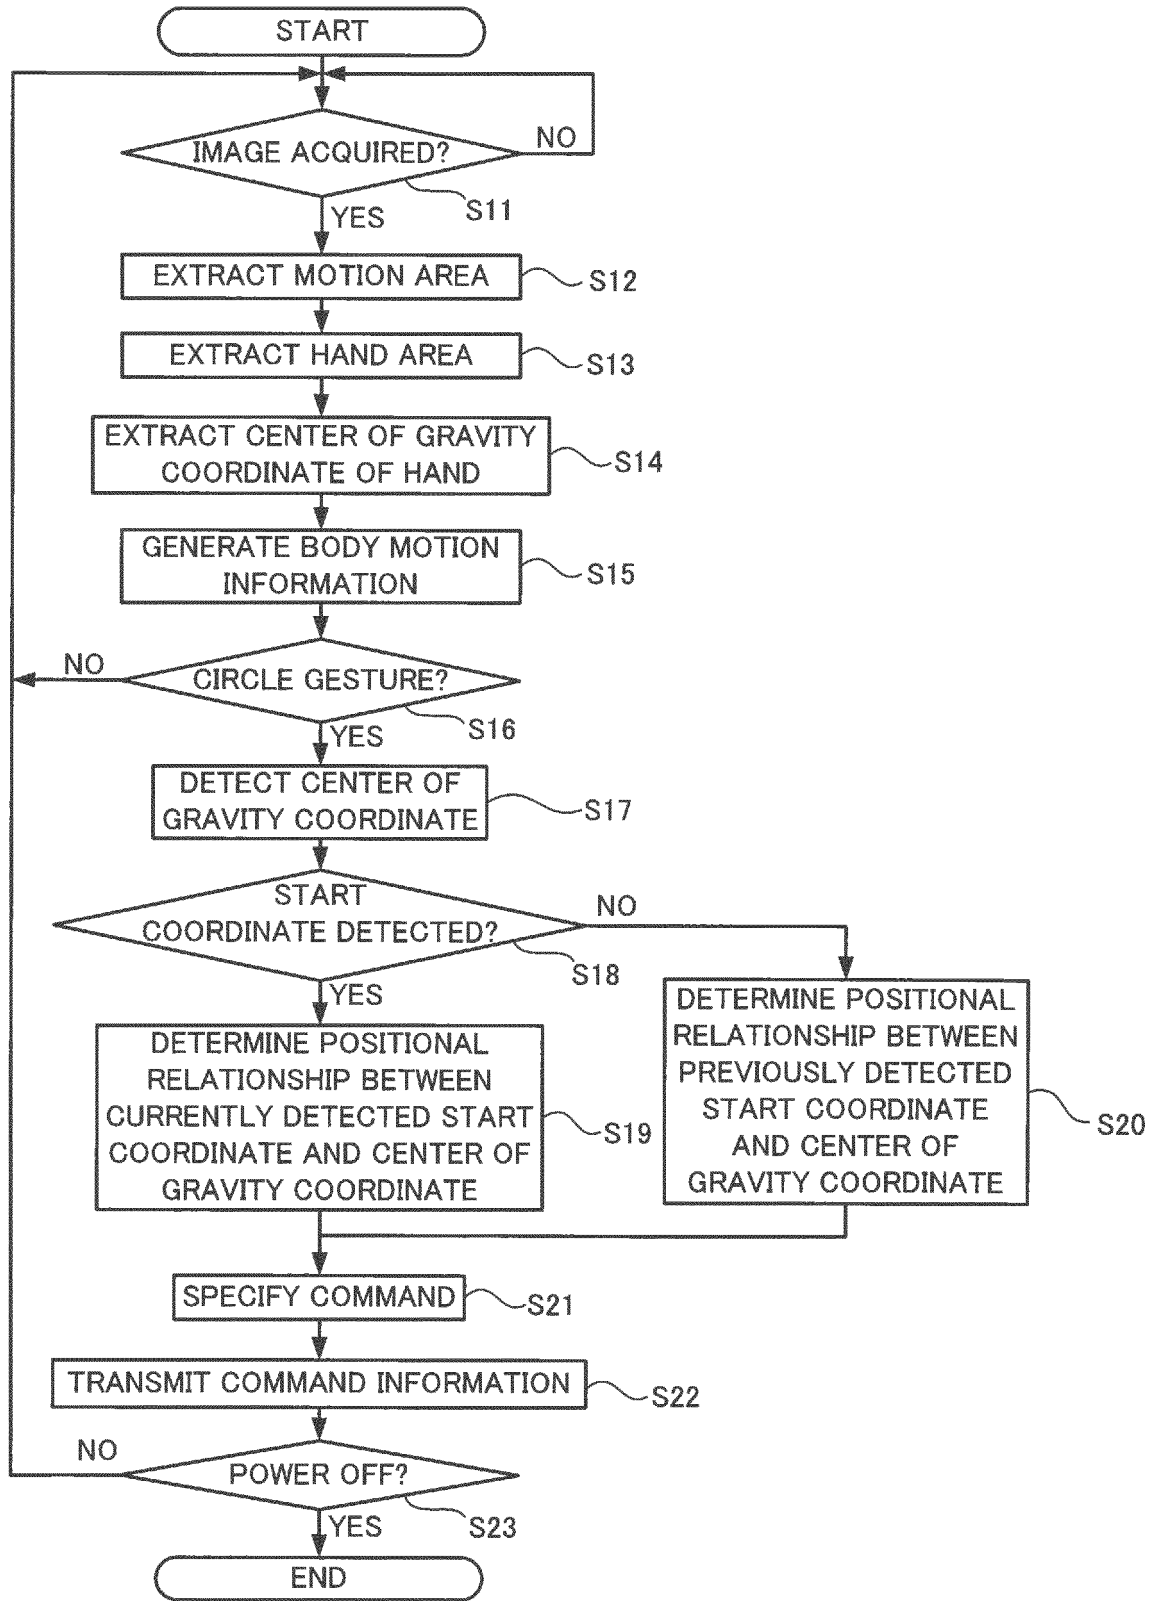 START
IMAGE ACQUIRED?
NO
S11
YES
EXTRACT MOTION AREA
S12
EXTRACT HAND AREA
S13
EXTRACT CENTER OF GRAVITY
COORDINATE OF HAND
S14
GENERATE BODY MOTION
INFORMATION
S15
NO
CIRCLE GESTURE?
S16
YES
DETECT CENTER OF
GRAVITY COORDINATE
S17
START
COORDINATE DETECTED?
NO
S18
YES
DETERMINE POSITIONAL
RELATIONSHIP BETWEEN
CURRENTLY DETECTED START
COORDINATE AND CENTER OF
GRAVITY COORDINATE
S19
DETERMINE POSITIONAL
RELATIONSHIP BETWEEN
PREVIOUSLY DETECTED
START COORDINATE
AND CENTER OF
GRAVITY COORDINATE
S20
SPECIFY COMMAND
S21
TRANSMIT COMMAND INFORMATION
S22
NO
POWER OFF?
S23
YES
END